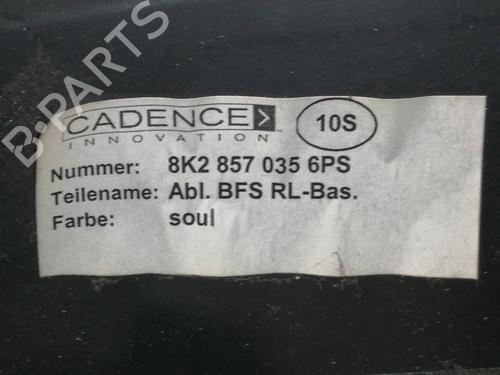 B-PARTS
CADENCE
INNOVATION
10S
Nummer: 8K2 857 035 6PS
Teilename: Abl. BFS RL-Bas.
Farbe: soul